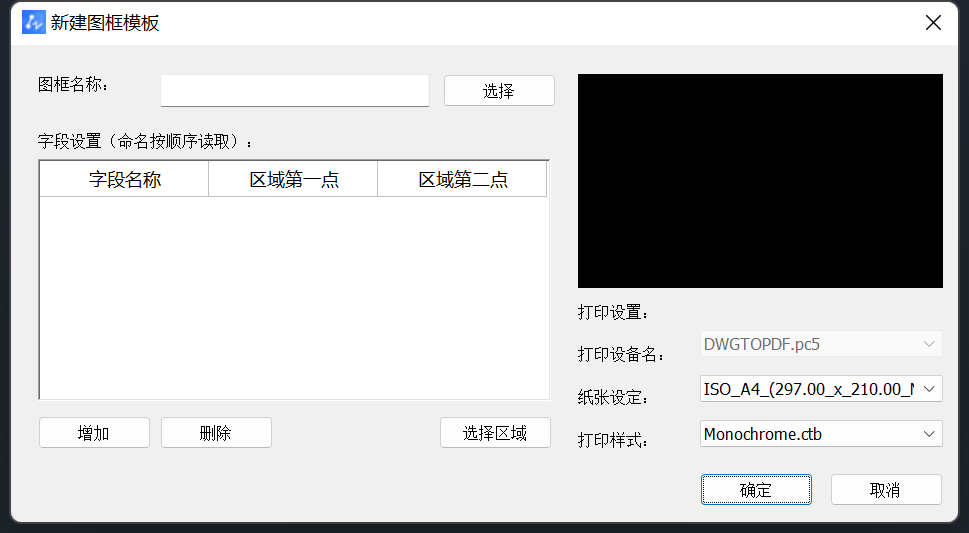 新建图框模板
图框名称：
选择
字段设置（命名按顺序读取）：
字段名称
区域第一点
区域第二点
增加
删除
选择区域
打印设置：
打印设备名：
DWGTOPDF.pc5
纸张设定：
ISO_A4_(297.00_x_210.00_
打印样式：
Monochrome.ctb
确定
取消